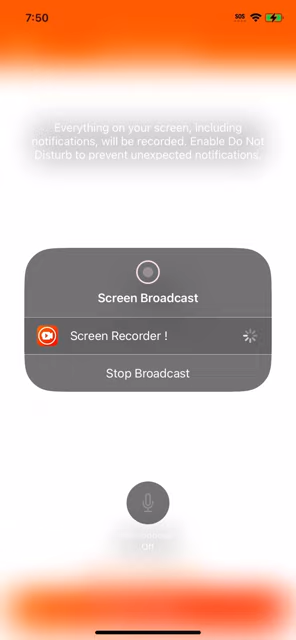 7:50
SOS
Everything on your screen, including
notifications, will be recorded. Enable Do Not
Disturb to prevent unexpected notifications.
Screen Broadcast
Screen Recorder !
Stop Broadcast
Off